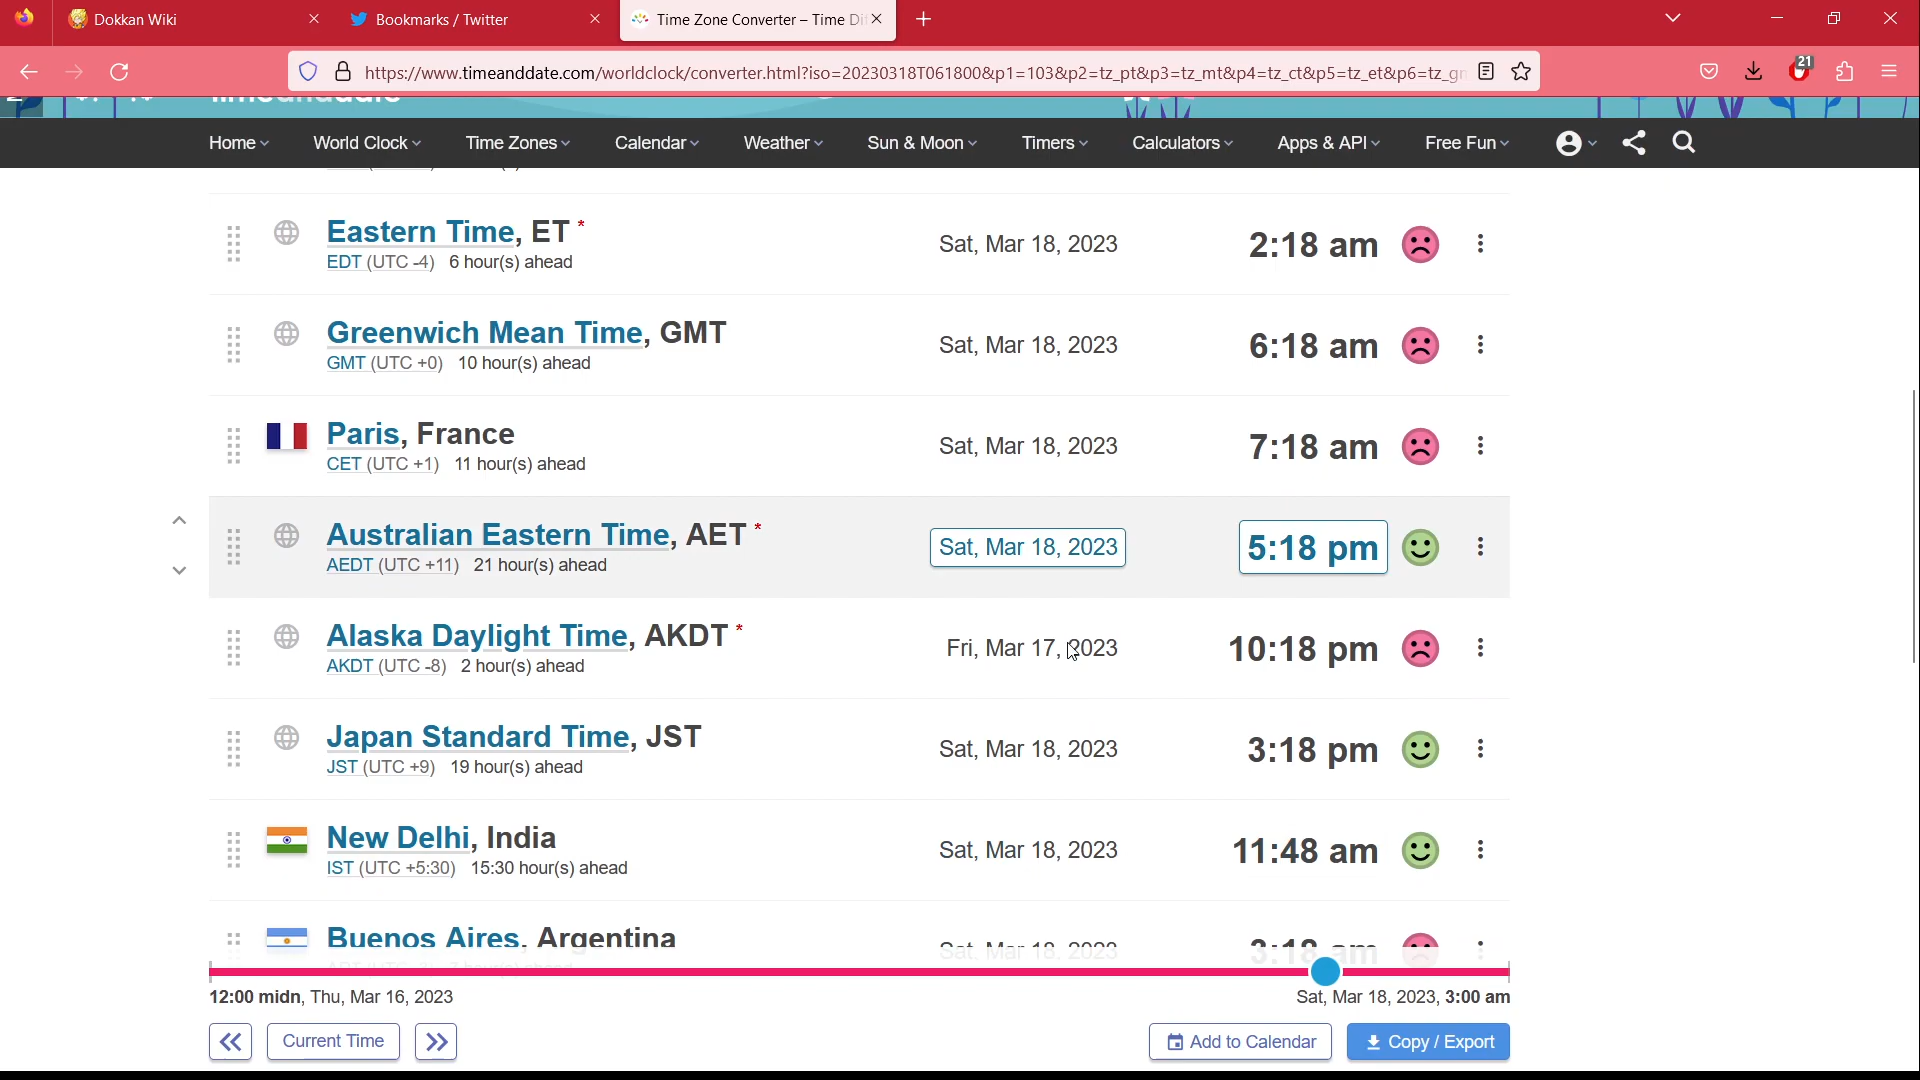 Dokkan Wiki
Bookmarks / Twitter
Time Zone Converter – Time Di
https://www.timeanddate.com/worldclock/converter.html?iso=20230318T061800&p1=103&p2=tz_pt&p3=tz_mt&p4=tz_ct&p5=tz_et&p6=tz_gm
21
Home World Clock Time Zones Calendar Weather Sun & Moon Timers Calculators Apps & API Free Fun
Eastern Time, ET *
EDT (UTC -4) 6 hour(s) ahead
Sat, Mar 18, 2023
2:18 am
Greenwich Mean Time, GMT
GMT (UTC +0) 10 hour(s) ahead
Sat, Mar 18, 2023
6:18 am
Paris, France
CET (UTC +1) 11 hour(s) ahead
Sat, Mar 18, 2023
7:18 am
Australian Eastern Time, AET *
AEDT (UTC +11) 21 hour(s) ahead
Sat, Mar 18, 2023
5:18 pm
Alaska Daylight Time, AKDT *
AKDT (UTC -8) 2 hour(s) ahead
Fri, Mar 17, 2023
10:18 pm
Japan Standard Time, JST
JST (UTC +9) 19 hour(s) ahead
Sat, Mar 18, 2023
3:18 pm
New Delhi, India
IST (UTC +5:30) 15:30 hour(s) ahead
Sat, Mar 18, 2023
11:48 am
Buenos Aires, Argentina
Sat, Mar 18, 2023
3:18 am
12:00 midn, Thu, Mar 16, 2023
Sat, Mar 18, 2023, 3:00 am
Current Time
Add to Calendar
Copy / Export